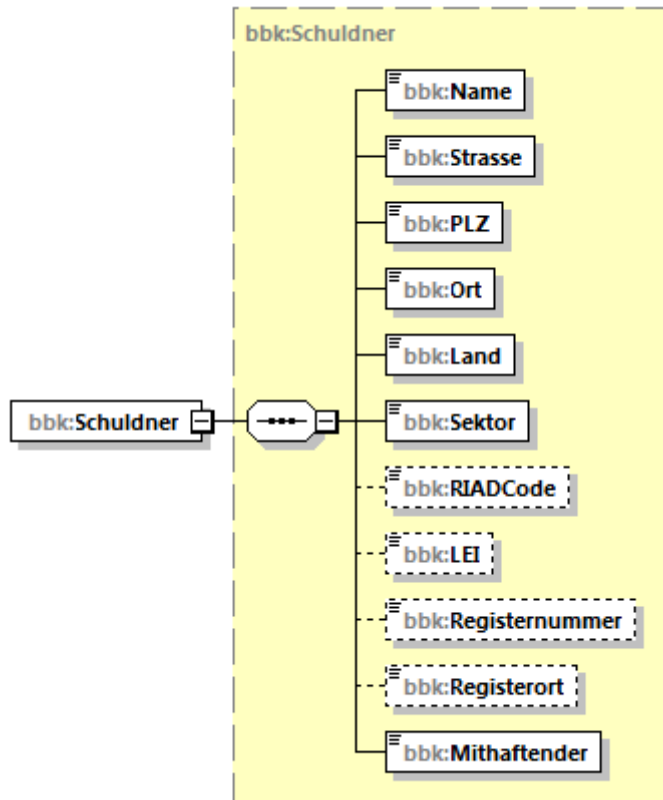 bbk:Schuldner
bbk:Name
bbk:Strasse
bbk:PLZ
bbk:Ort
bbk:Land
bbk:Schuldner
bbk:Sektor
bbk:RIADCode
bbk:LEI
bbk:Registernummer
bbk:Registerort
bbk:Mithaftender